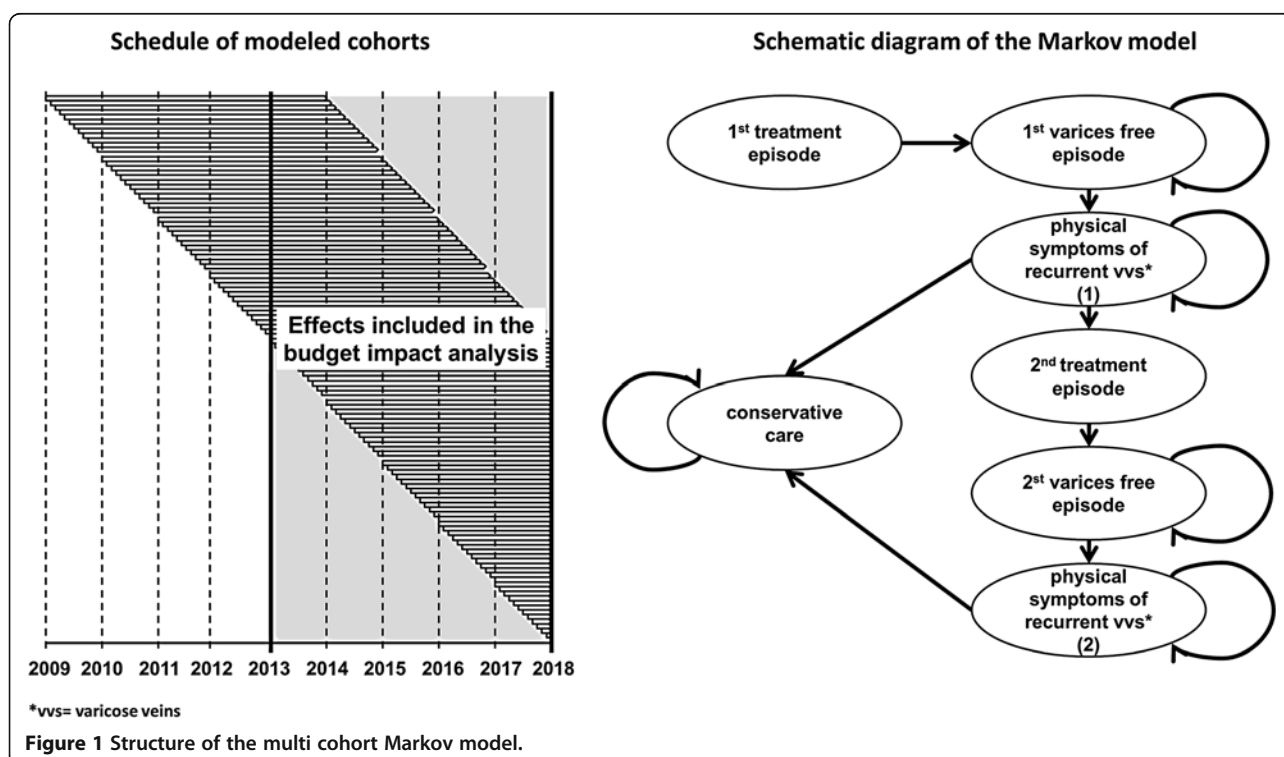 Schedule of modeled cohorts
Effects included in the
budget impact analysis
2009 2010 2011 2012 2013 2014 2015 2016 2017 2018
*vvs= varicose veins
Schematic diagram of the Markov model
1st treatment
episode
1st varices free
episode
physical
symptoms of
recurrent vvs*
(1)
2nd treatment
episode
conservative
care
2st varices free
episode
physical
symptoms of
recurrent vvs*
(2)
Figure 1 Structure of the multi cohort Markov model.